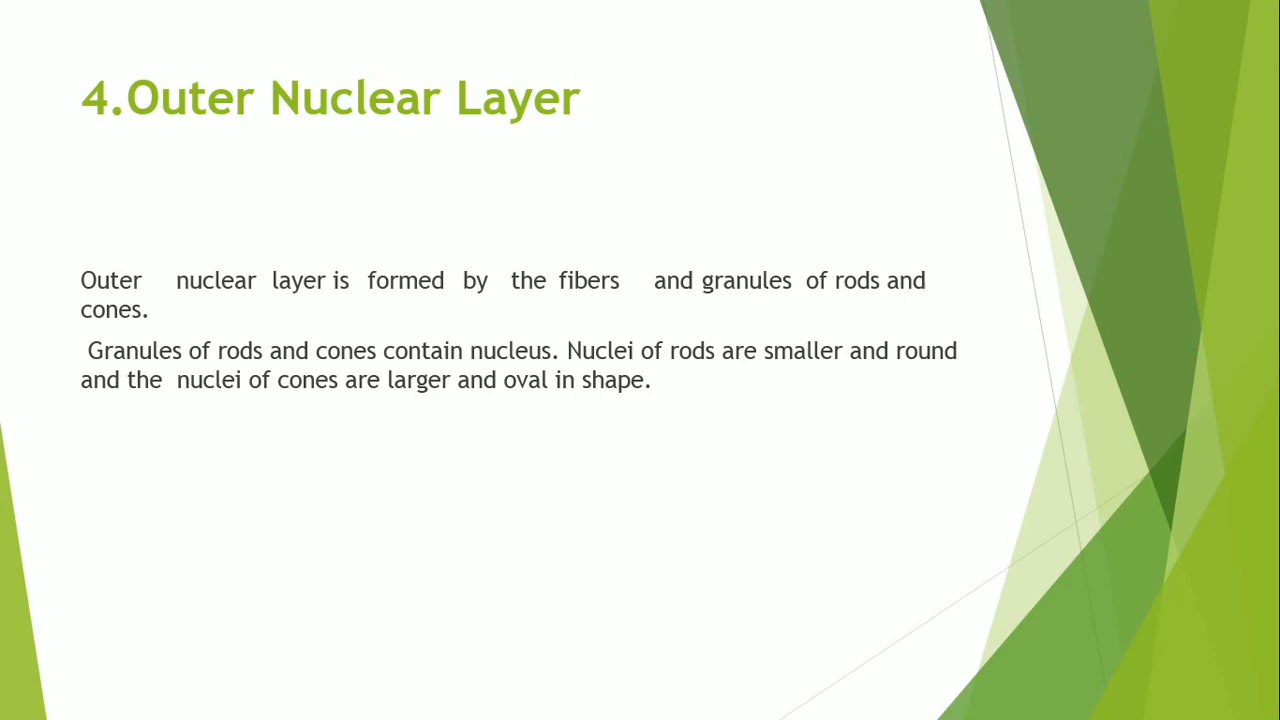 4.Outer Nuclear Layer
Outer nuclear layer is formed by the fibers and granules of rods and
cones.
Granules of rods and cones contain nucleus. Nuclei of rods are smaller and round
and the nuclei of cones are larger and oval in shape.